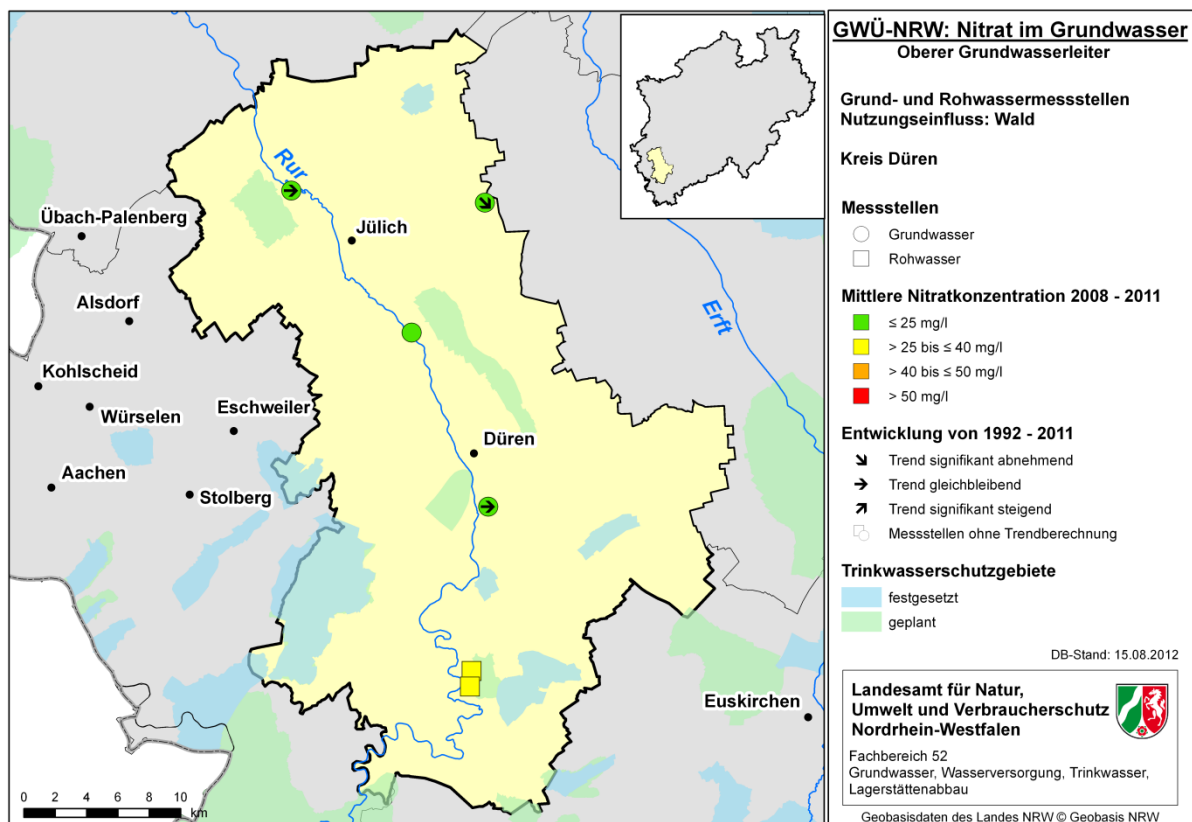 Rur
Übach-Palenberg
Jülich
Alsdorf
Erft
Kohlscheid
Würselen
Eschweiler
Düren
Aachen
Stolberg
Euskirchen
0 2 4 6 8 10
km
GWÜ-NRW: Nitrat im Grundwasser
Oberer Grundwasserleiter
Grund- und Rohwassermessstellen
Nutzungseinfluss: Wald
Kreis Düren
Messstellen
Grundwasser
Rohwasser
Mittlere Nitratkonzentration 2008 - 2011
≤ 25 mg/l
> 25 bis ≤ 40 mg/l
> 40 bis ≤ 50 mg/l
> 50 mg/l
Entwicklung von 1992 - 2011
Trend signifikant abnehmend
Trend gleichbleibend
Trend signifikant steigend
Messstellen ohne Trendberechnung
Trinkwasserschutzgebiete
festgesetzt
geplant
DB-Stand: 15.08.2012
Landesamt für Natur,
Umwelt und Verbraucherschutz
Nordrhein-Westfalen
Fachbereich 52
Grundwasser, Wasserversorgung, Trinkwasser,
Lagerstättenabbau
Geobasisdaten des Landes NRW © Geobasis NRW